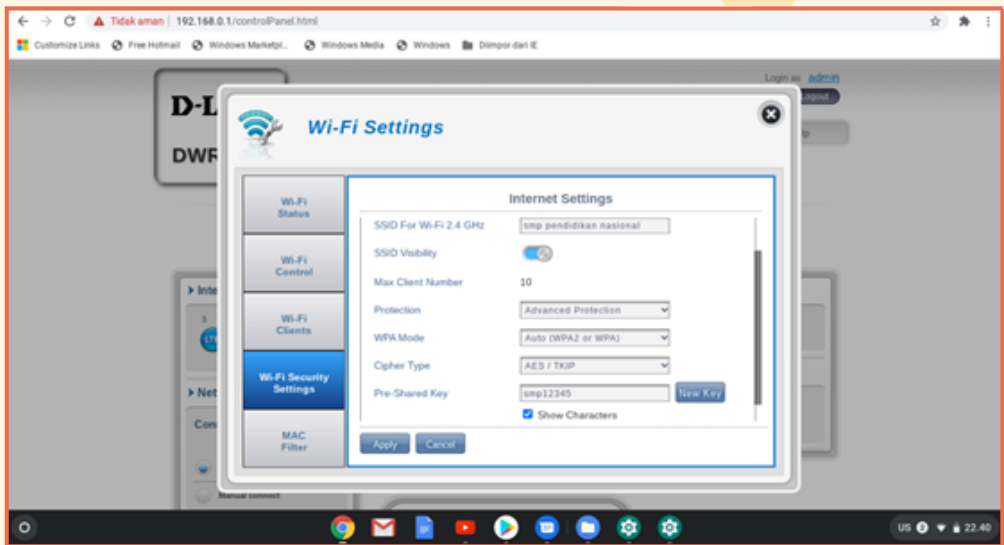 Tidak aman | 192.168.0.1/controlPanel.html
Customize Links Free Hotmail Windows Marketpl... Windows Media Windows Diimpor dari IE
Login as admin
Logout
D-L
DWR
Wi-Fi Settings
Wi-Fi Status
Wi-Fi Control
Wi-Fi Clients
Wi-Fi Security Settings
MAC Filter
Internet Settings
SSID For Wi-Fi 2.4 GHz smp pendidikan nasional
SSID Visibility
Max Client Number 10
Protection Advanced Protection
WPA Mode Auto (WPA2 or WPA)
Cipher Type AES / TKIP
Pre-Shared Key smp12345 New Key
Show Characters
Apply Cancel
Inte
3
LTE
Net
Con
Manual connect
US 22.40